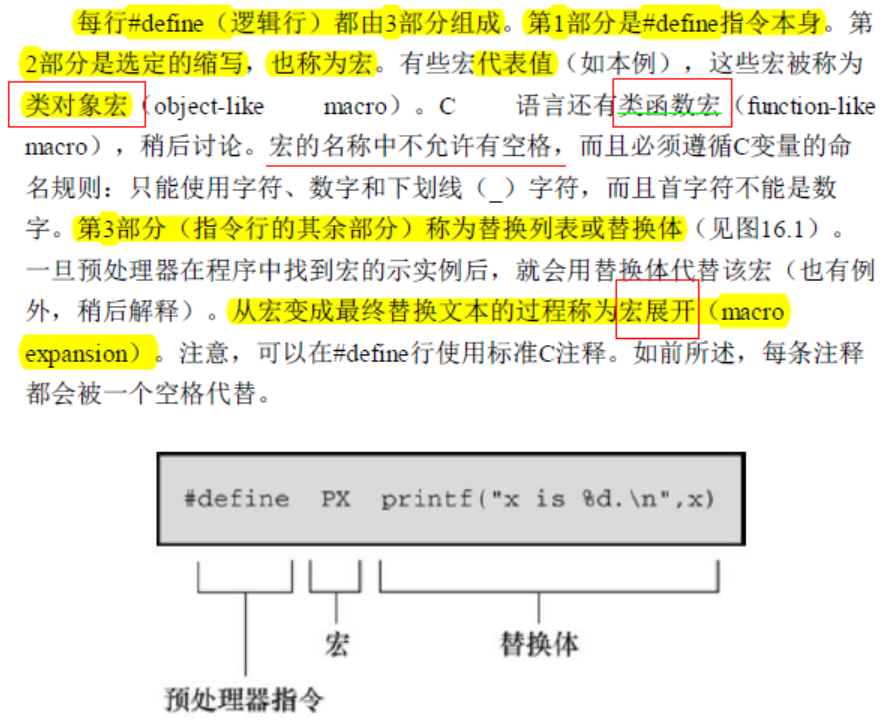 每行#define（逻辑行）都由3部分组成。第1部分是#define指令本身。第
2部分是选定的缩写，也称为宏。有些宏代表值（如本例），这些宏被称为
类对象宏（object-like macro）。C 语言还有类函数宏（function-like
macro），稍后讨论。宏的名称中不允许有空格，而且必须遵循C变量的命
名规则：只能使用字符、数字和下划线（_）字符，而且首字符不能是数
字。第3部分（指令行的其余部分）称为替换列表或替换体（见图16.1）。
一旦预处理器在程序中找到宏的示实例后，就会用替换体代替该宏（也有例
外，稍后解释）。从宏变成最终替换文本的过程称为宏展开（macro
expansion）。注意，可以在#define行使用标准C注释。如前所述，每条注释
都会被一个空格代替。
#define PX printf("x is %d.\n",x)
宏 替换体
预处理器指令